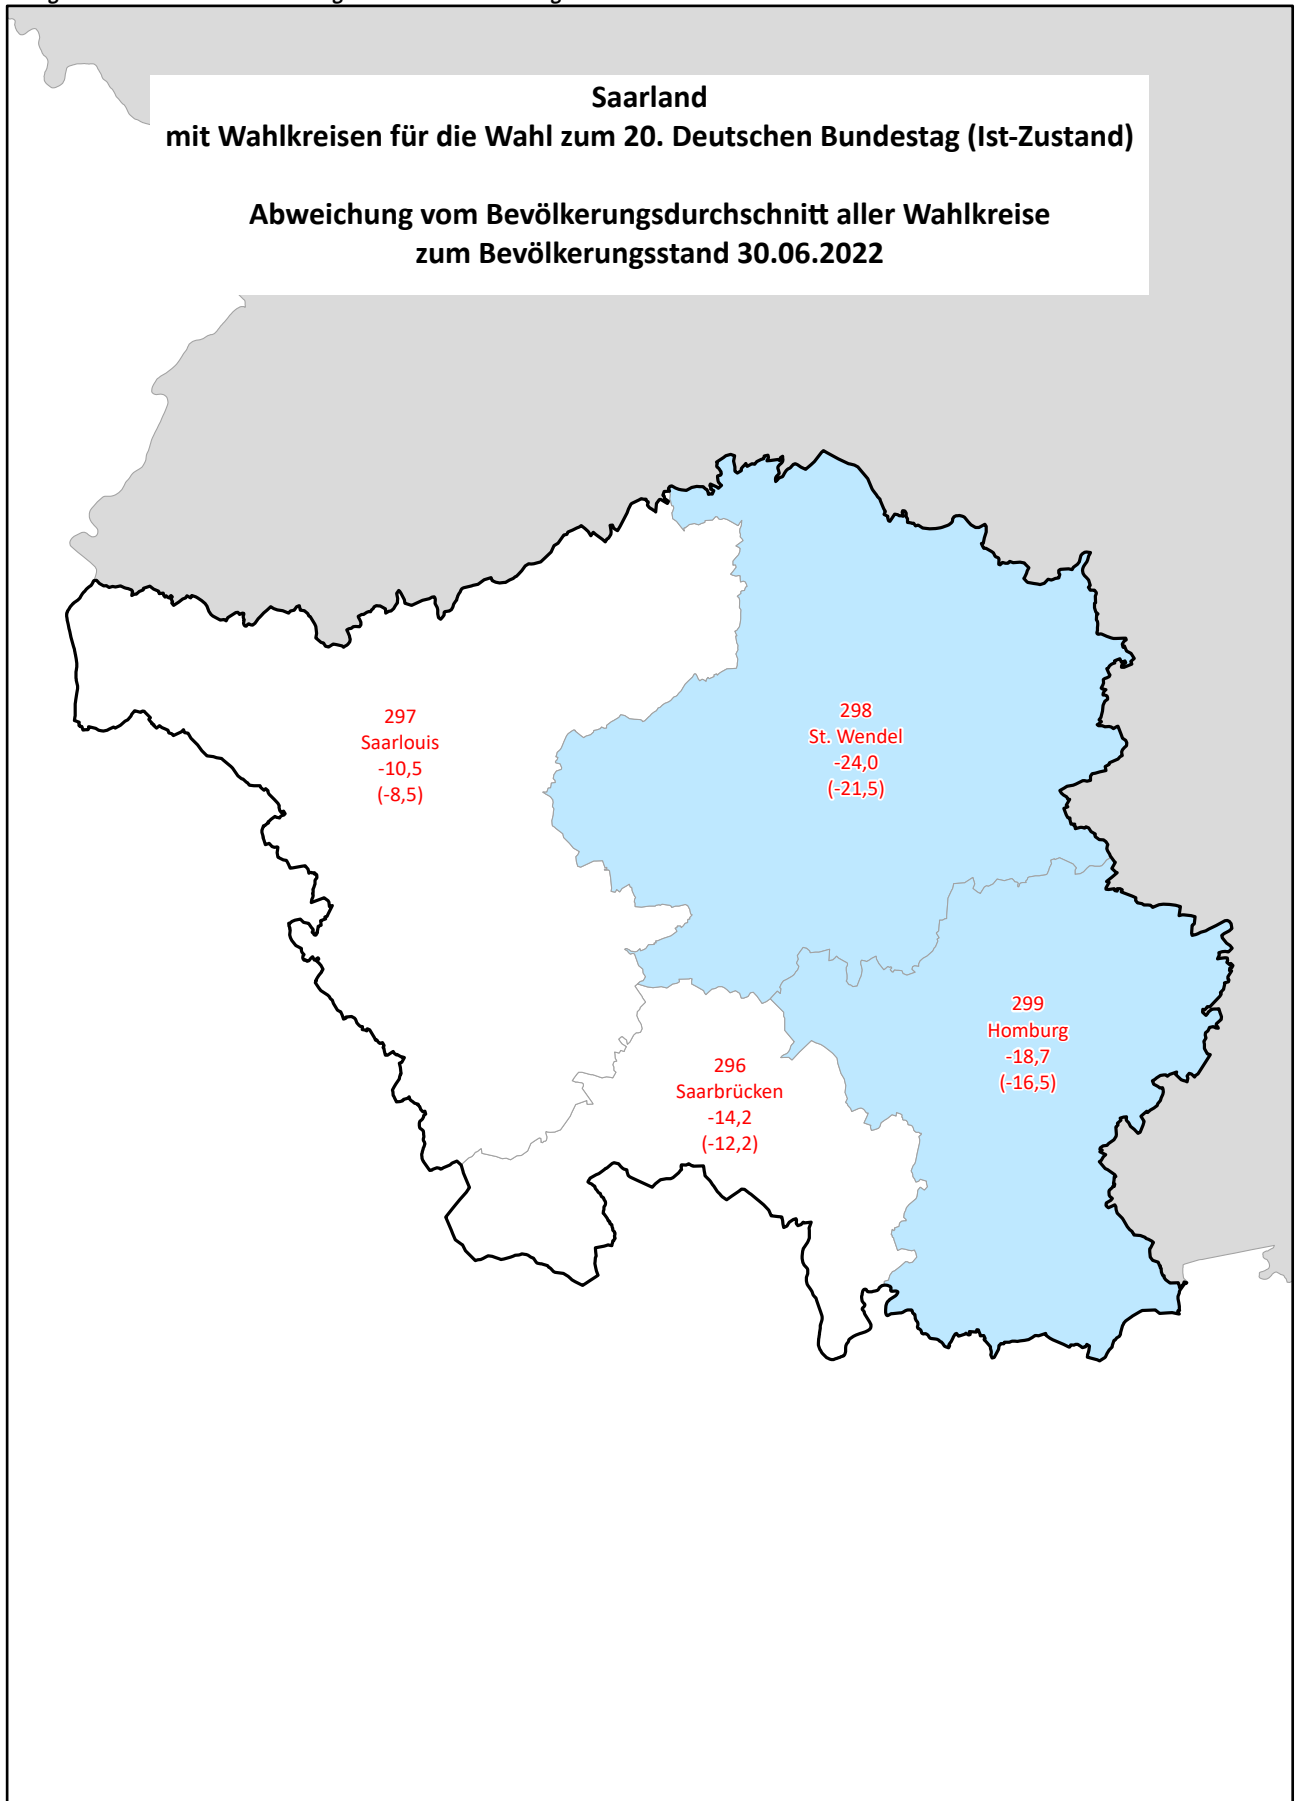 Saarland
mit Wahlkreisen für die Wahl zum 20. Deutschen Bundestag (Ist-Zustand)
Abweichung vom Bevölkerungsdurchschnitt aller Wahlkreise
zum Bevölkerungsstand 30.06.2022
297
Saarlouis
-10,5
(-8,5)
298
St. Wendel
-24,0
(-21,5)
299
Homburg
-18,7
(-16,5)
296
Saarbrücken
-14,2
(-12,2)